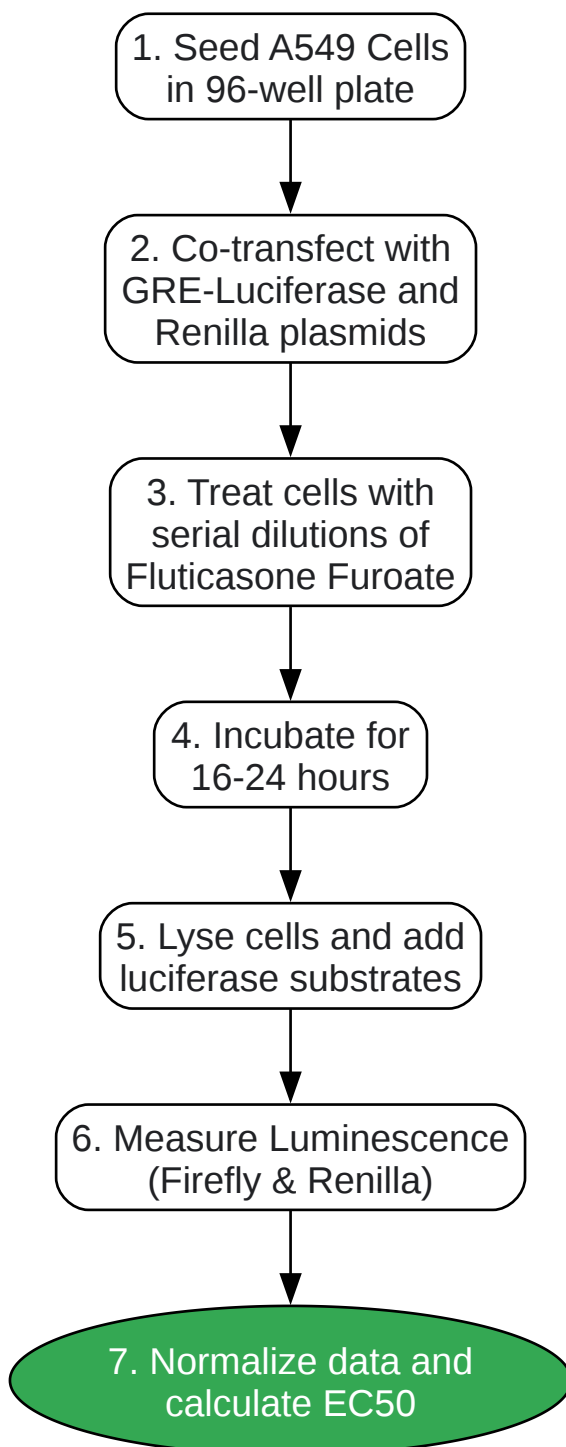 1. Seed A549 Cells
in 96-well plate
2. Co-transfect with
GRE-Luciferase and
Renilla plasmids
3. Treat cells with
serial dilutions of
Fluticasone Furoate
4. Incubate for
16-24 hours
5. Lyse cells and add
luciferase substrates
6. Measure Luminescence
(Firefly & Renilla)
7. Normalize data and
calculate EC50